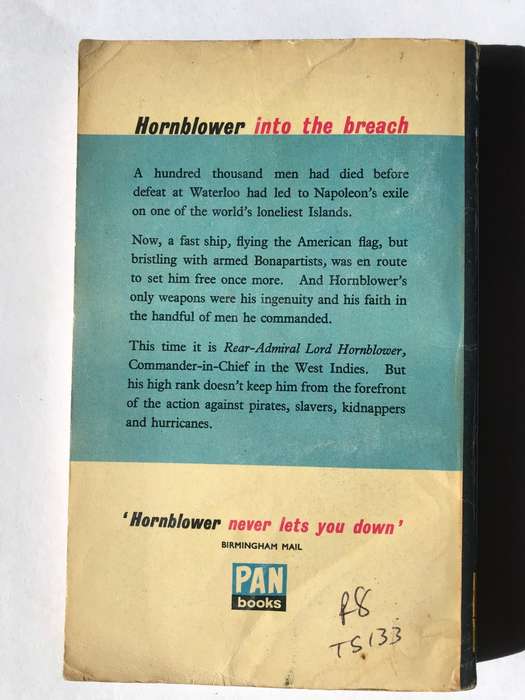 Hornblower into the breach
A hundred thousand men had died before
defeat at Waterloo had led to Napoleon's exile
on one of the world's loneliest Islands.
Now, a fast ship, flying the American flag, but
bristling with armed Bonapartists, was en route
to set him free once more. And Hornblower's
only weapons were his ingenuity and his faith in
the handful of men he commanded.
This time it is Rear-Admiral Lord Hornblower,
Commander-in-Chief in the West Indies. But
his high rank doesn't keep him from the forefront
of the action against pirates, slavers, kidnappers
and hurricanes.
'Hornblower never lets you down'
BIRMINGHAM MAIL
PAN
books
R8
TS133